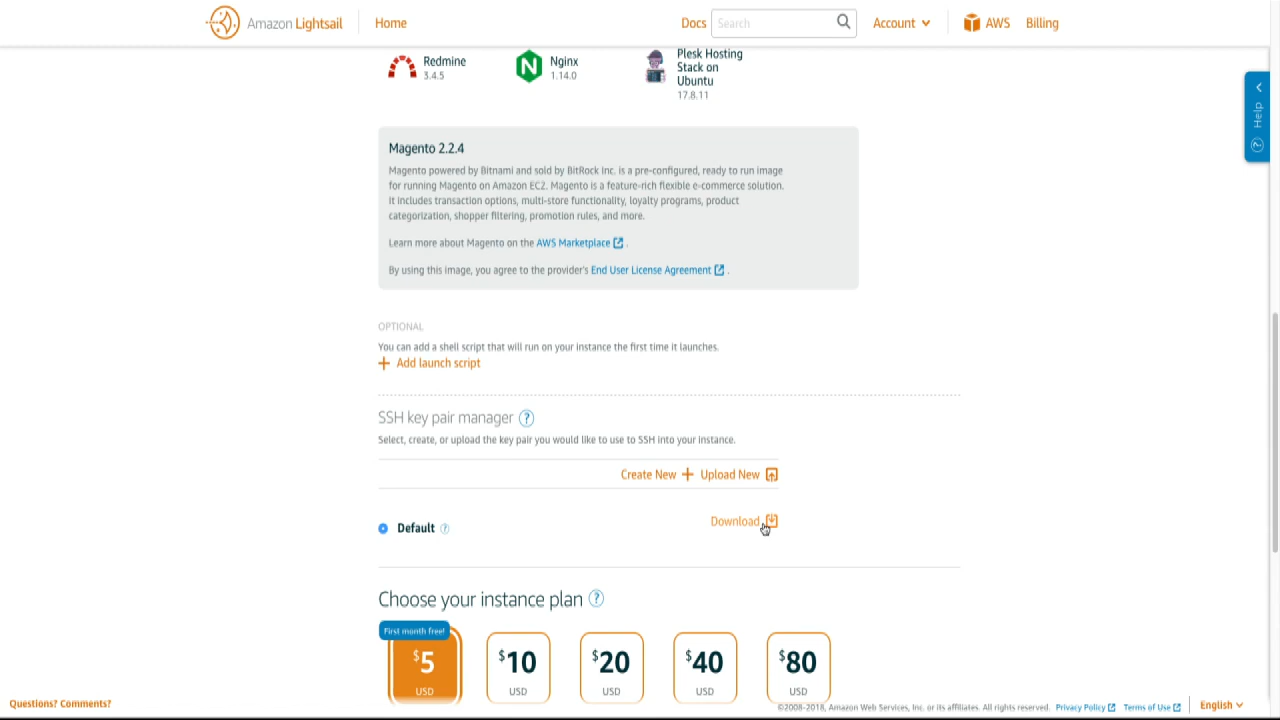 Amazon Lightsail
Home
Docs
Search
Account
AWS
Billing
Redmine
3.4.5
Nginx
1.14.0
Plesk Hosting
Stack on
Ubuntu
17.8.11
Help
Magento 2.2.4
Magento powered by Bitnami and sold by BitRock Inc. is a pre-configured, ready to run image
for running Magento on Amazon EC2. Magento is a feature-rich flexible e-commerce solution.
It includes transaction options, multi-store functionality, loyalty programs, product
categorization, shopper filtering, promotion rules, and more.
Learn more about Magento on the AWS Marketplace .
By using this image, you agree to the provider's End User License Agreement .
OPTIONAL
You can add a shell script that will run on your instance the first time it launches.
+ Add launch script
SSH key pair manager ?
Select, create, or upload the key pair you would like to use to SSH into your instance.
Create New + Upload New
Default ?
Download
Choose your instance plan ?
First month free!
$5
USD
$10
USD
$20
USD
$40
USD
$80
USD
Questions? Comments?
©2008-2018, Amazon Web Services, Inc. or its affiliates. All rights reserved.
Privacy Policy
Terms of Use
English